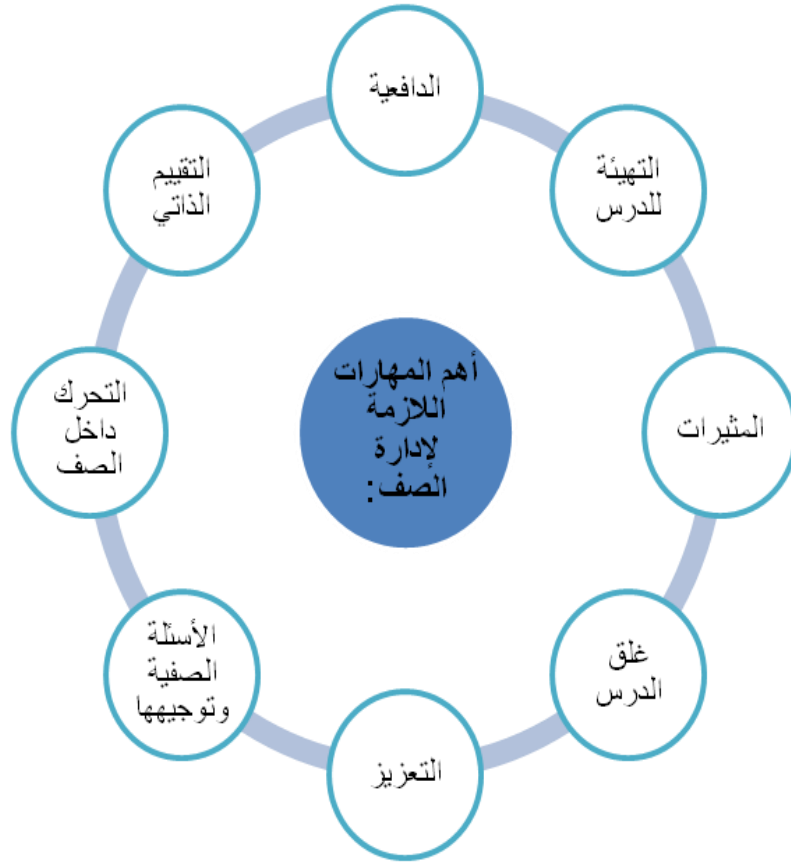 أهم المهارات
اللازمة
لإدارة
الصف:
الدافعية
التهيئة
للدرس
المثيرات
غلق
الدرس
التعزيز
الأسئلة
الصفية
وتوجيهها
التحرك
داخل
الصف
التقييم
الذاتي